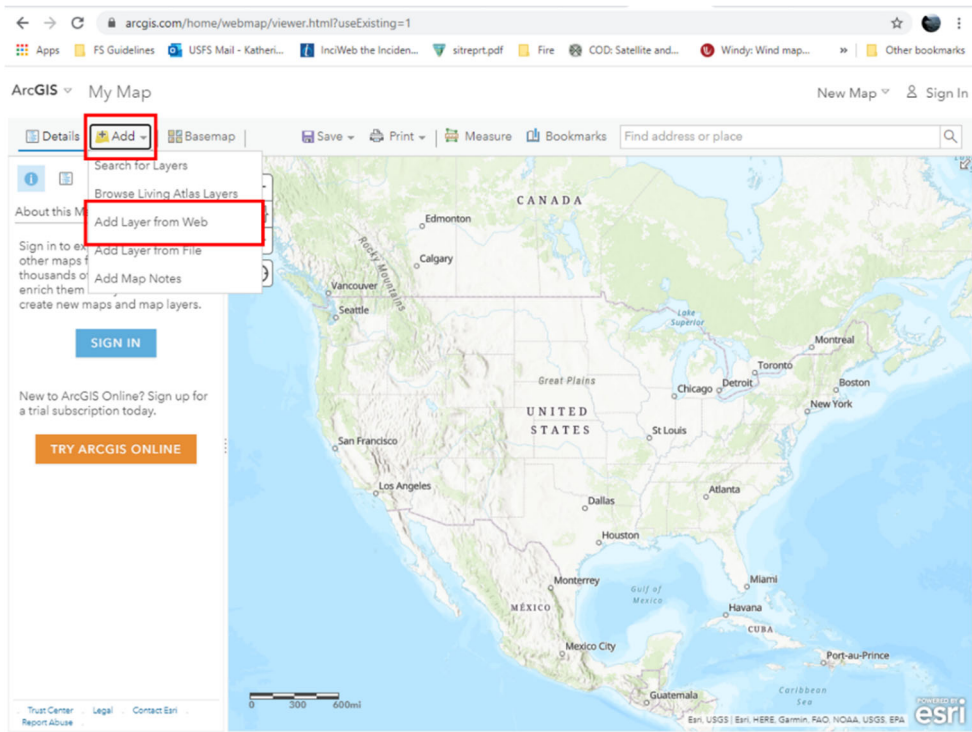 arcgis.com/home/webmap/viewer.html?useExisting=1
Apps FS Guidelines USFS Mail - Katheri... InciWeb the Inciden... sitreprt.pdf Fire COD: Satellite and... Windy: Wind map... » Other bookmarks
ArcGIS My Map New Map Sign In
Details Add Basemap Save Print Measure Bookmarks Find address or place
Search for Layers
Browse Living Atlas Layers
About this M
Add Layer from Web
Add Layer from File
Add Map Notes
Sign in to ex
other maps f
thousands of
enrich them
create new maps and map layers.
SIGN IN
New to ArcGIS Online? Sign up for
a trial subscription today.
TRY ARCGIS ONLINE
CANADA
Edmonton
Calgary
Rocky Mountains
Vancouver
Seattle
Lake
Superior
Montreal
Toronto
Great Plains
Chicago
Detroit
Boston
New York
UNITED
STATES
St Louis
San Francisco
Los Angeles
Atlanta
Dallas
Houston
Monterrey
Gulf of
Mexico
Miami
MÉXICO
Havana
CUBA
Mexico City
Port-au-Prince
Guatemala
Caribbean
Sea
0 300 600mi
Trust Center Legal Contact Esri
Report Abuse
Esri, USGS | Esri, HERE, Garmin, FAO, NOAA, USGS, EPA
POWERED BY
esri